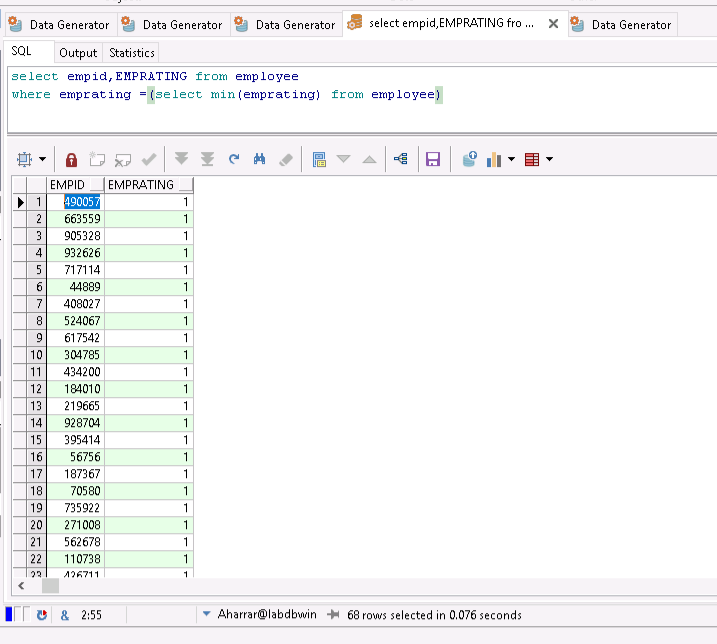 Data Generator Data Generator Data Generator select empid,EMPRATING fro ... Data Generator
SQL Output Statistics
select empid,EMPRATING from employee
where emprating =(select min(emprating) from employee)
EMPID EMPRATING
1 490057 1
2 663559 1
3 905328 1
4 932626 1
5 717114 1
6 44889 1
7 408027 1
8 524067 1
9 617542 1
10 304785 1
11 434200 1
12 184010 1
13 219665 1
14 928704 1
15 395414 1
16 56756 1
17 187367 1
18 70580 1
19 735922 1
20 271008 1
21 562678 1
22 110738 1
23 426711 1
& 2:55 Aharrar@labdbwin 68 rows selected in 0.076 seconds